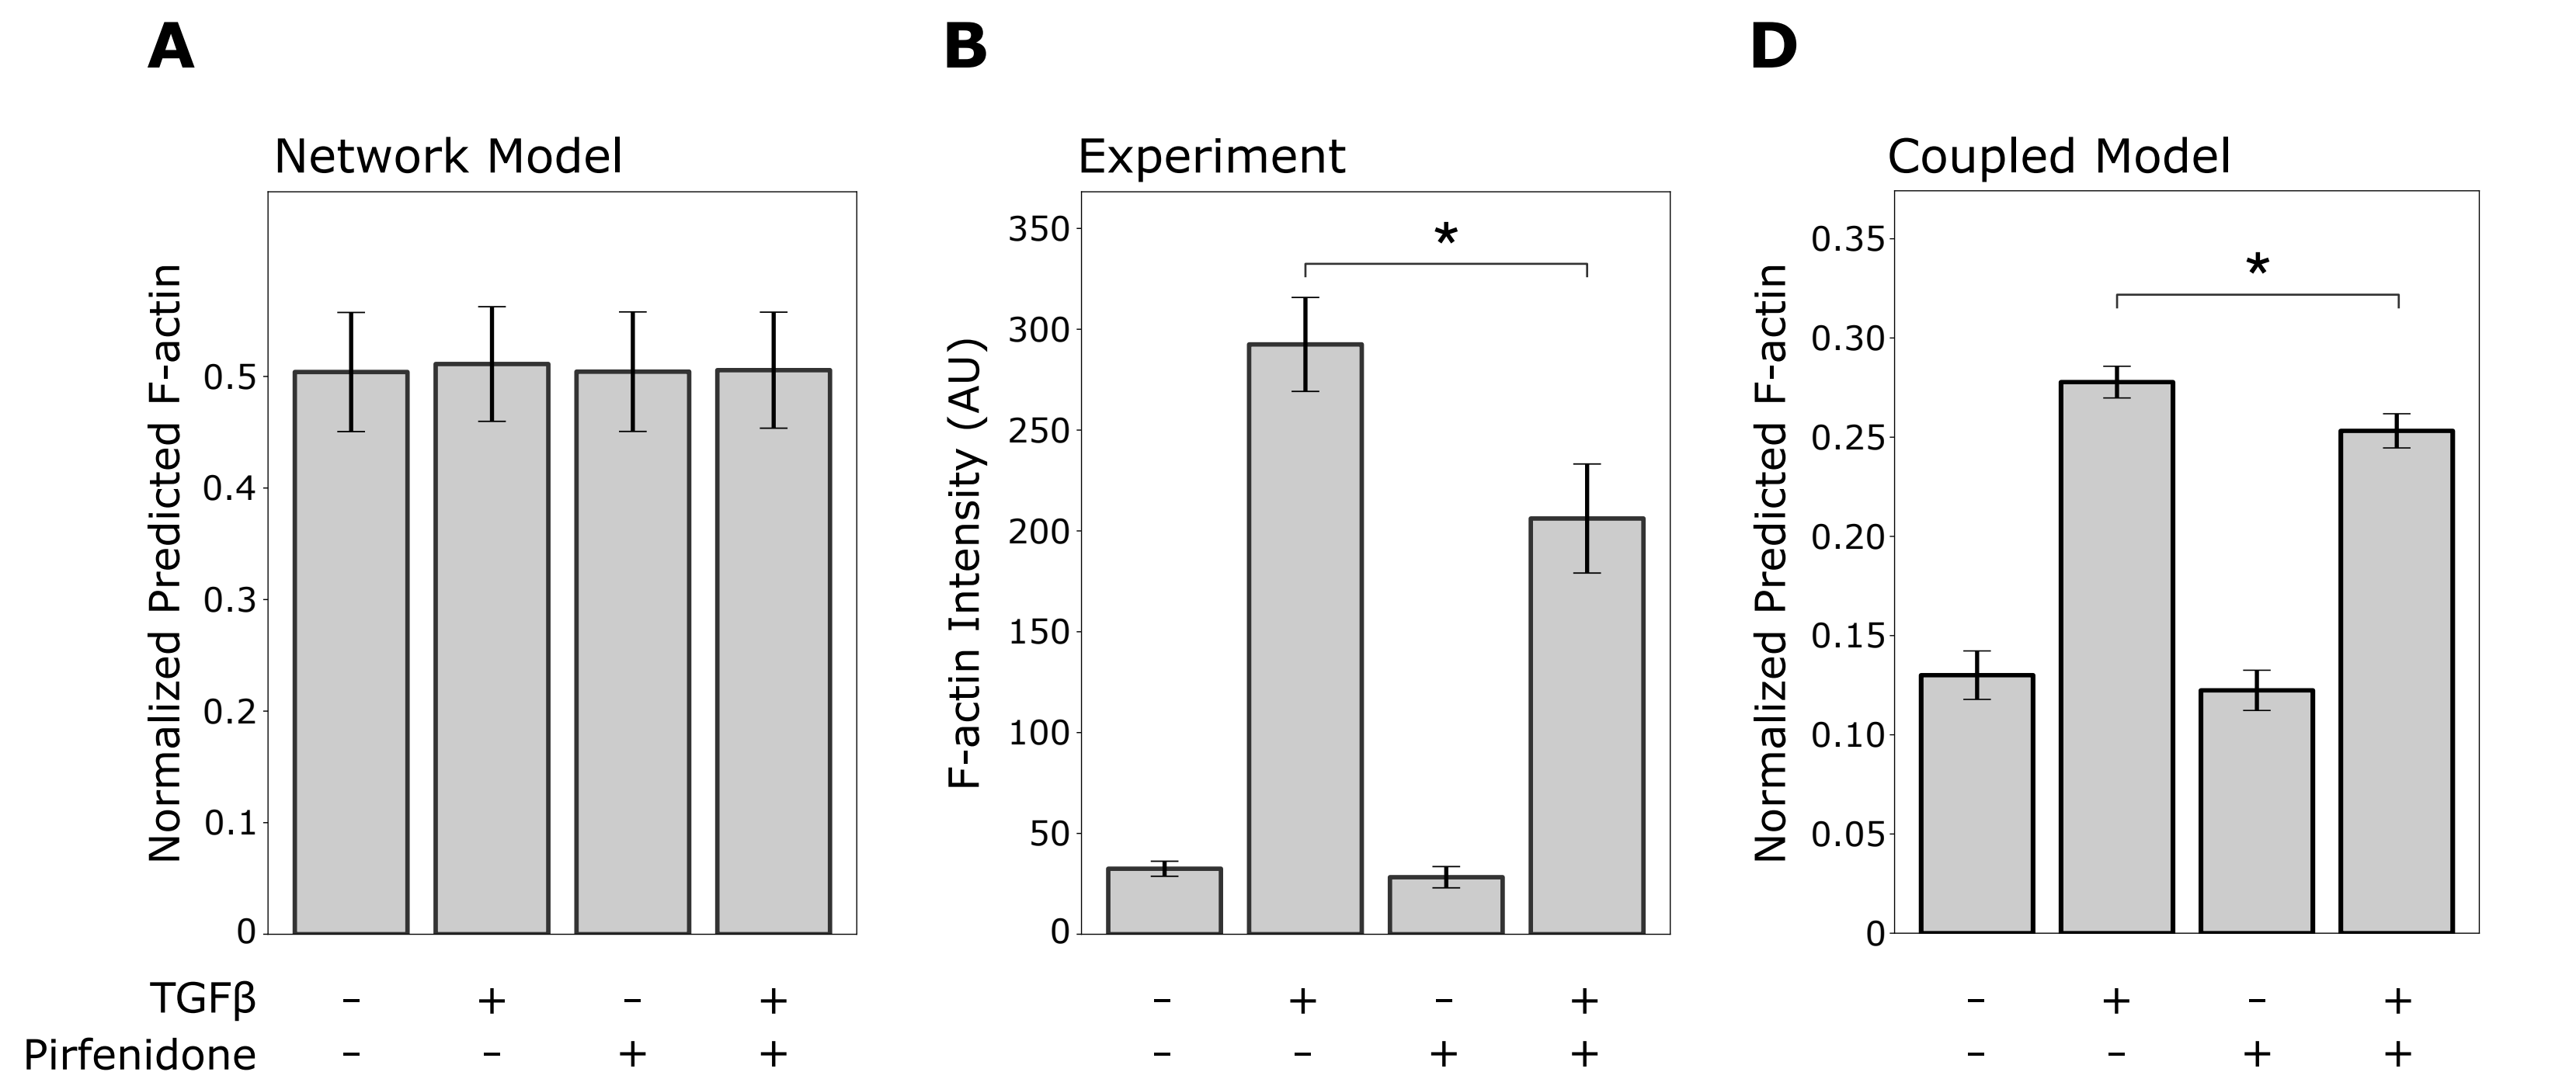 A
Network Model
Normalized Predicted F-actin
0.5
0.4
0.3
0.2
0.1
0
B
Experiment
F-actin Intensity (AU)
350
300
250
200
150
100
50
0
*
D
Coupled Model
Normalized Predicted F-actin
0.35
0.30
0.25
0.20
0.15
0.10
0.05
0
*
TGFβ – + – + – + – + – + – +
Pirfenidone – – + + – – + + – – + +